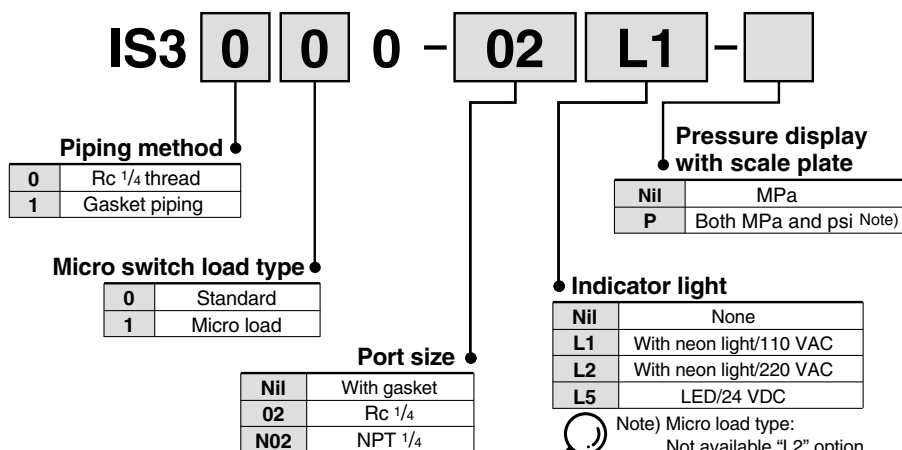 IS3 0 0 0 – 02 L1 –
Piping method
0 Rc 1/4 thread
1 Gasket piping
Micro switch load type
0 Standard
1 Micro load
Port size
Nil With gasket
02 Rc 1/4
N02 NPT 1/4
Pressure display
with scale plate
Nil MPa
P Both MPa and psi Note)
Indicator light
Nil None
L1 With neon light/110 VAC
L2 With neon light/220 VAC
L5 LED/24 VDC
Note) Micro load type:
Not available "L2" option